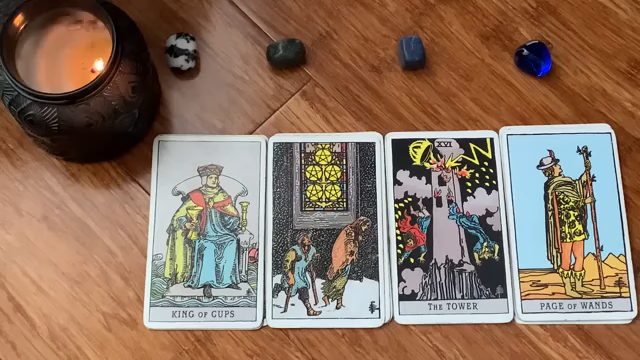 KING OF CUPS
XVI
THE TOWER
PAGE OF WANDS